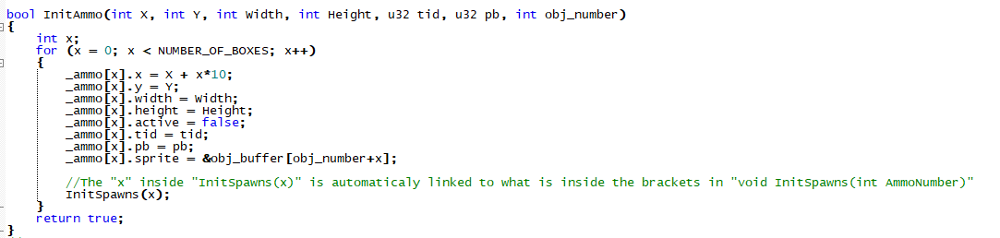 bool InitAmmo(int X, int Y, int Width, int Height, u32 tid, u32 pb, int obj_number)
{
int x;
for (x = 0; x < NUMBER_OF_BOXES; x++)
{
_ammo[x].x = X + x*10;
_ammo[x].y = Y;
_ammo[x].width = Width;
_ammo[x].height = Height;
_ammo[x].active = false;
_ammo[x].tid = tid;
_ammo[x].pb = pb;
_ammo[x].sprite = &obj_buffer[obj_number+x];
//The "x" inside "InitSpawns(x)" is automaticaly linked to what is inside the brackets in "void InitSpawns(int AmmoNumber)"
InitSpawns(x);
}
return true;
}